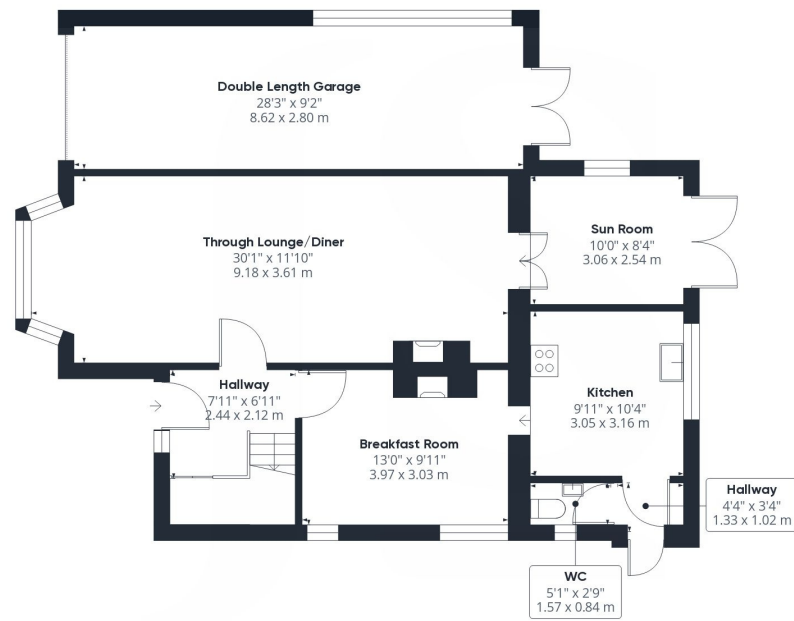 Double Length Garage
28'3" x 9'2"
8.62 x 2.80 m
Through Lounge/Diner
30'1" x 11'10"
9.18 x 3.61 m
Sun Room
10'0" x 8'4"
3.06 x 2.54 m
Hallway
7'11" x 6'11"
2.44 x 2.12 m
Kitchen
9'11" x 10'4"
3.05 x 3.16 m
Breakfast Room
13'0" x 9'11"
3.97 x 3.03 m
Hallway
4'4" x 3'4"
1.33 x 1.02 m
WC
5'1" x 2'9"
1.57 x 0.84 m